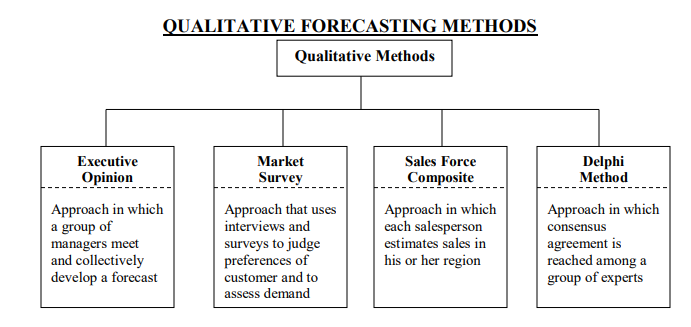 QUALITATIVE FORECASTING METHODS
Qualitative Methods
Executive
Opinion
Approach in which
a group of
managers meet
and collectively
develop a forecast
Market
Survey
Approach that uses
interviews and
surveys to judge
preferences of
customer and to
assess demand
Sales Force
Composite
Approach in which
each salesperson
estimates sales in
his or her region
Delphi
Method
Approach in which
consensus
agreement is
reached among a
group of experts